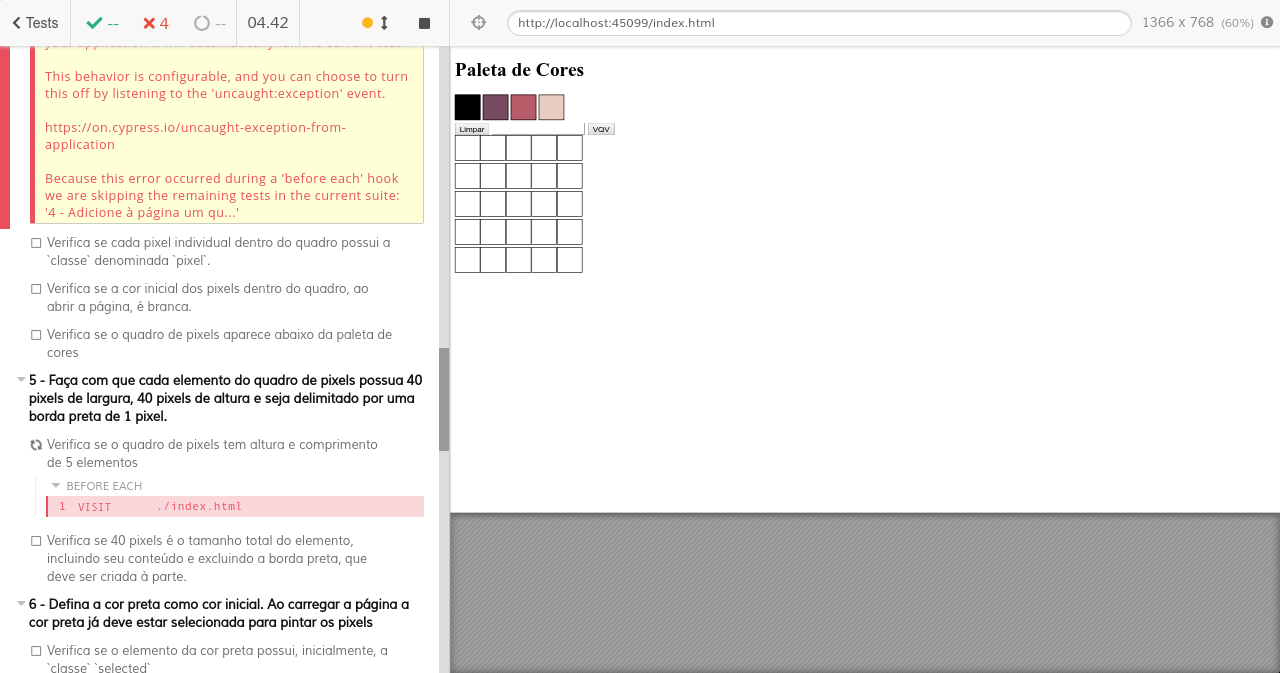 Tests -- 4 -- 04.42
http://localhost:45099/index.html 1366 x 768 (60%)
your application it will automatically fail the current test.
This behavior is configurable, and you can choose to turn
this off by listening to the 'uncaught:exception' event.
https://on.cypress.io/uncaught-exception-from-
application
Because this error occurred during a 'before each' hook
we are skipping the remaining tests in the current suite:
'4 - Adicione à página um qu...'
Verifica se cada pixel individual dentro do quadro possui a
`classe` denominada `pixel`.
Verifica se a cor inicial dos pixels dentro do quadro, ao
abrir a página, é branca.
Verifica se o quadro de pixels aparece abaixo da paleta de
cores
5 - Faça com que cada elemento do quadro de pixels possua 40
pixels de largura, 40 pixels de altura e seja delimitado por uma
borda preta de 1 pixel.
Verifica se o quadro de pixels tem altura e comprimento
de 5 elementos
BEFORE EACH
1 VISIT ./index.html
Verifica se 40 pixels é o tamanho total do elemento,
incluindo seu conteúdo e excluindo a borda preta, que
deve ser criada à parte.
6 - Defina a cor preta como cor inicial. Ao carregar a página a
cor preta já deve estar selecionada para pintar os pixels
Verifica se o elemento da cor preta possui, inicialmente, a
`classe` `selected`
Paleta de Cores
Limpar VQV